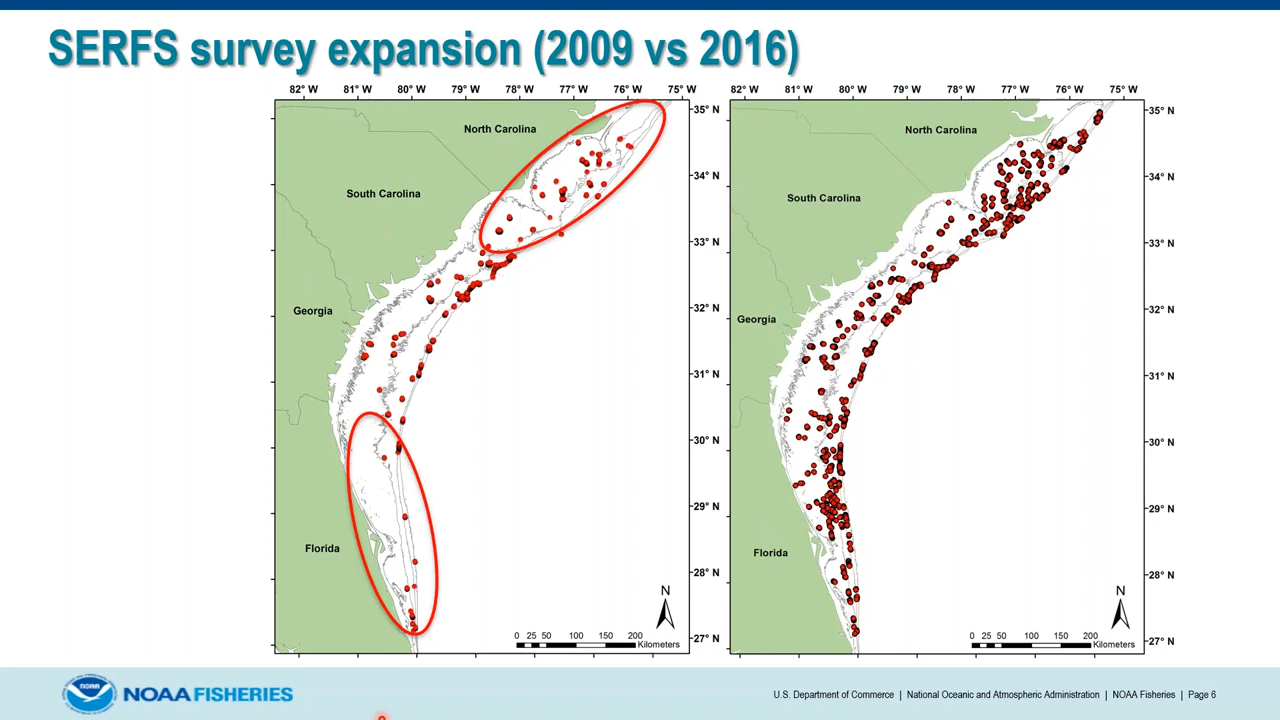 SERFS survey expansion (2009 vs 2016)
82° W 81° W 80° W 79° W 78° W 77° W 76° W 75° W
North Carolina
South Carolina
Georgia
Florida
35° N
34° N
33° N
32° N
31° N
30° N
29° N
28° N
27° N
N
0 25 50 100 150 200
Kilometers
82° W 81° W 80° W 79° W 78° W 77° W 76° W 75° W
North Carolina
South Carolina
Georgia
Florida
35° N
34° N
33° N
32° N
31° N
30° N
29° N
28° N
27° N
N
0 25 50 100 150 200
Kilometers
NOAA
NOAA FISHERIES
U.S. Department of Commerce | National Oceanic and Atmospheric Administration | NOAA Fisheries | Page 6